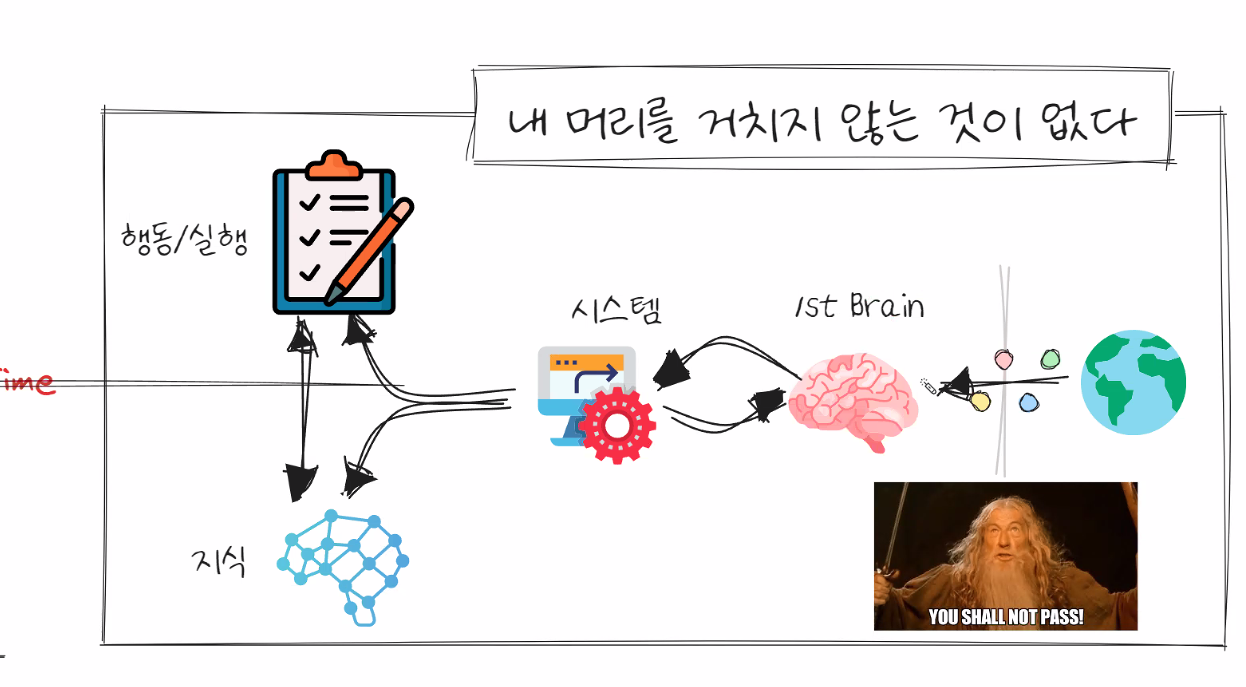 내 머리를 거치지 않는 것이 없다
행동/실행
시스템
1st Brain
ime
지식
YOU SHALL NOT PASS!